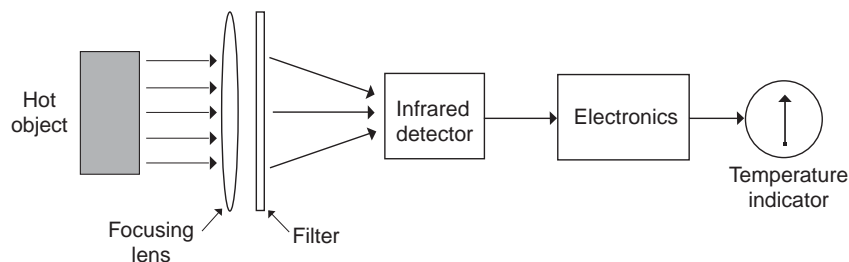 Hot
object
Focusing
lens
Filter
Infrared
detector
Electronics
Temperature
indicator